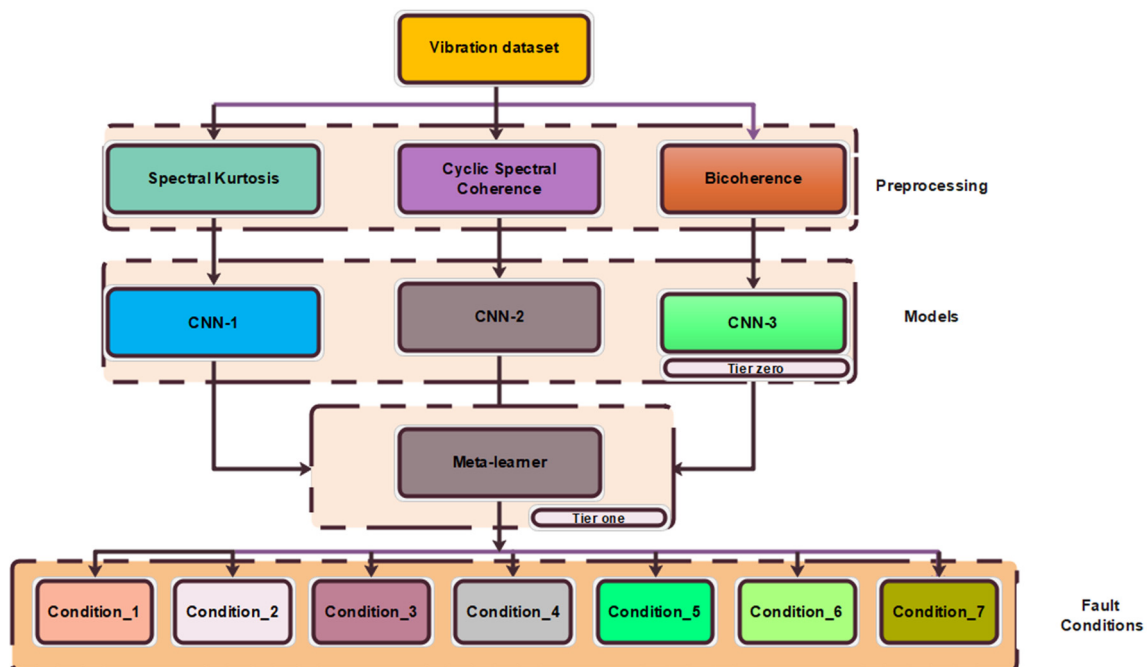 Vibration dataset
Spectral Kurtosis
Cyclic Spectral
Coherence
Bicoherence
Preprocessing
CNN-1
CNN-2
CNN-3
Models
Tier zero
Meta-learner
Tier one
Condition_1
Condition_2
Condition_3
Condition_4
Condition_5
Condition_6
Condition_7
Fault
Conditions